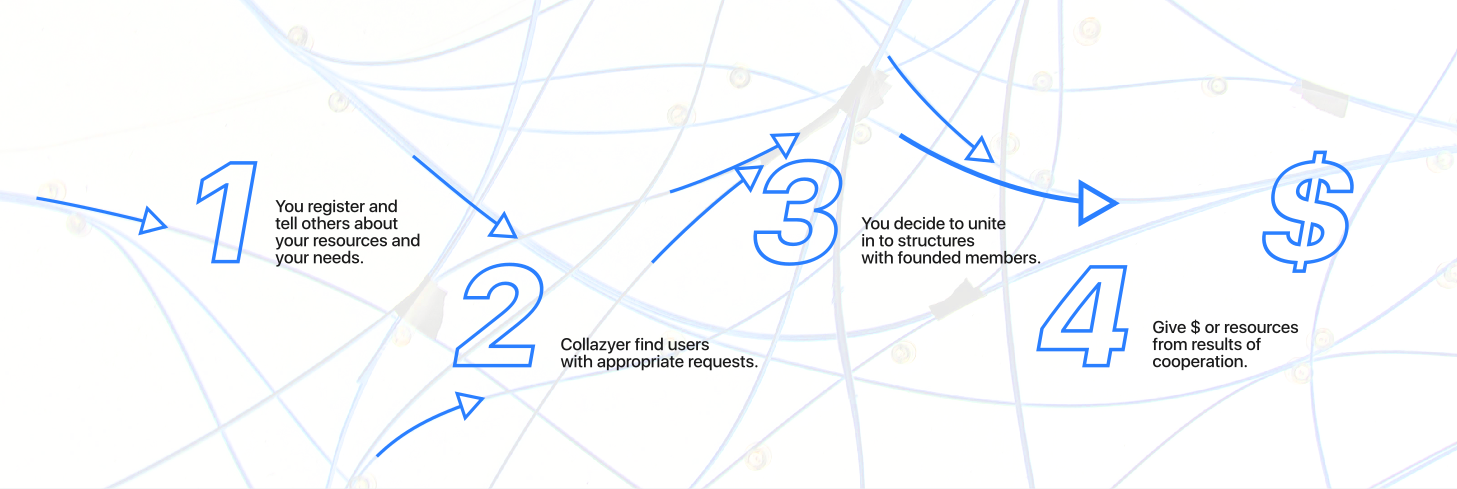 1
You register and
tell others about
your resources and
your needs.
2
Collazyer find users
with appropriate requests.
3
You decide to unite
in to structures
with founded members.
4
Give $ or resources
from results of
cooperation.
$